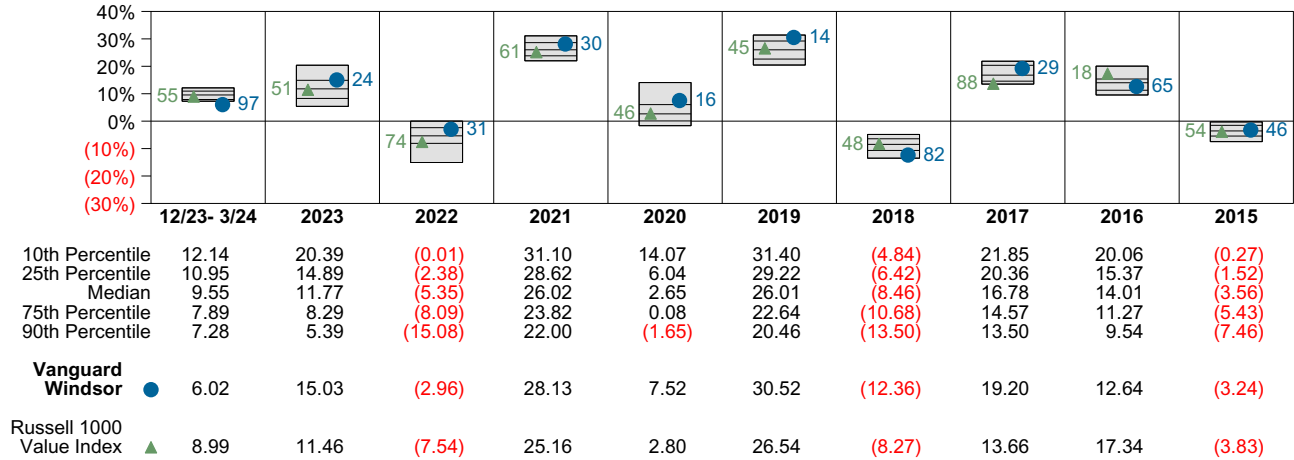 40%
30%
20%
10%
0%
(10%)
(20%)
(30%)
55 97
51 24
74 31
61 30
46 16
45 14
48 82
88 29
18 65
54 46
12/23- 3/24 2023 2022 2021 2020 2019 2018 2017 2016 2015
10th Percentile 12.14 20.39 (0.01) 31.10 14.07 31.40 (4.84) 21.85 20.06 (0.27)
25th Percentile 10.95 14.89 (2.38) 28.62 6.04 29.22 (6.42) 20.36 15.37 (1.52)
Median 9.55 11.77 (5.35) 26.02 2.65 26.01 (8.46) 16.78 14.01 (3.56)
75th Percentile 7.89 8.29 (8.09) 23.82 0.08 22.64 (10.68) 14.57 11.27 (5.43)
90th Percentile 7.28 5.39 (15.08) 22.00 (1.65) 20.46 (13.50) 13.50 9.54 (7.46)
Vanguard
Windsor 6.02 15.03 (2.96) 28.13 7.52 30.52 (12.36) 19.20 12.64 (3.24)
Russell 1000
Value Index 8.99 11.46 (7.54) 25.16 2.80 26.54 (8.27) 13.66 17.34 (3.83)